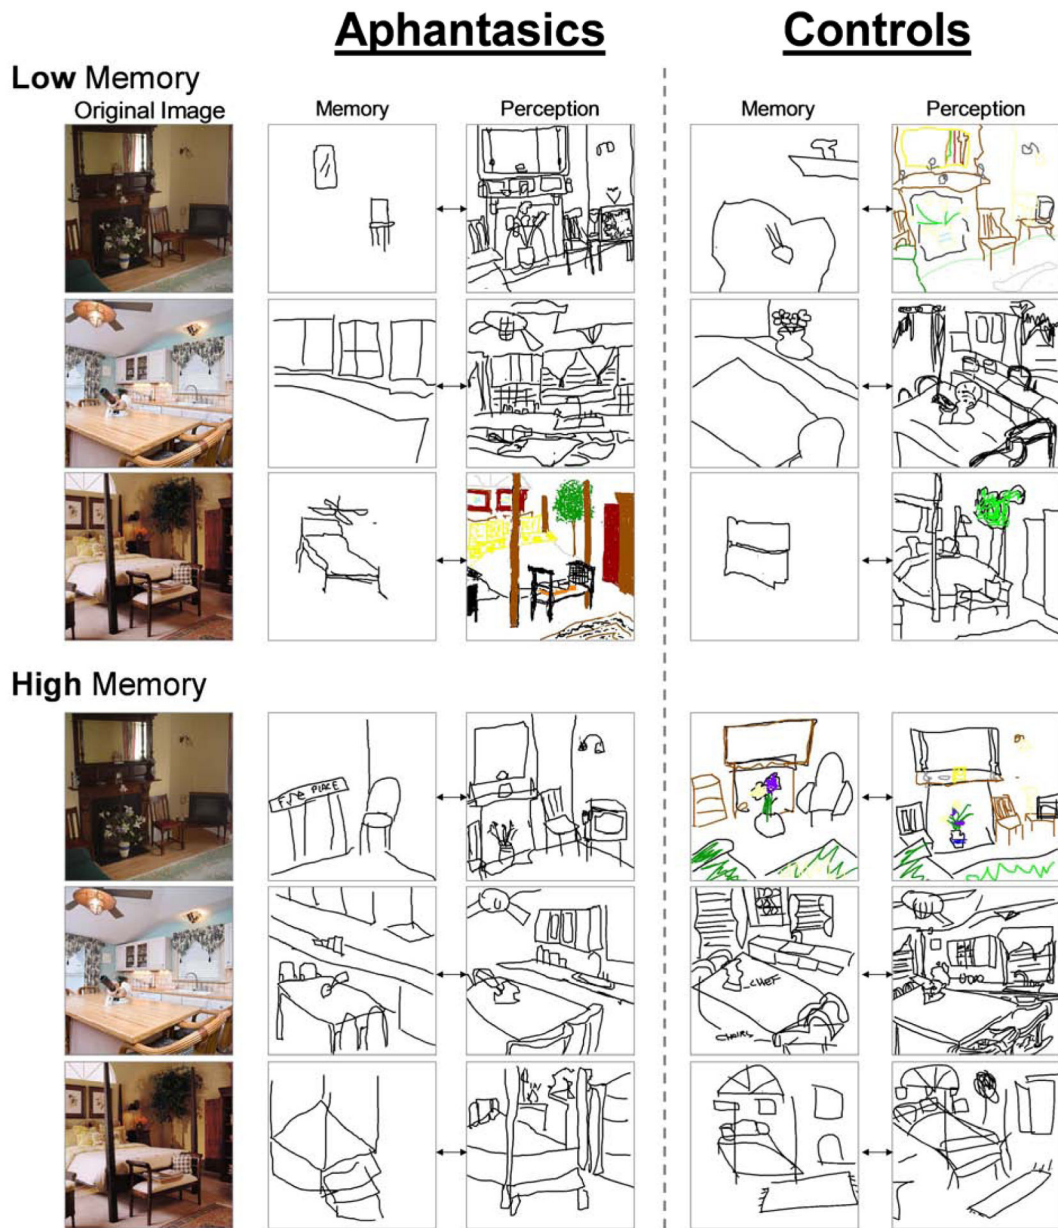 Aphantasics Controls
Low Memory
Original Image Memory Perception Memory Perception
High Memory
FIRE PLACE
CHEF
CHAIRS